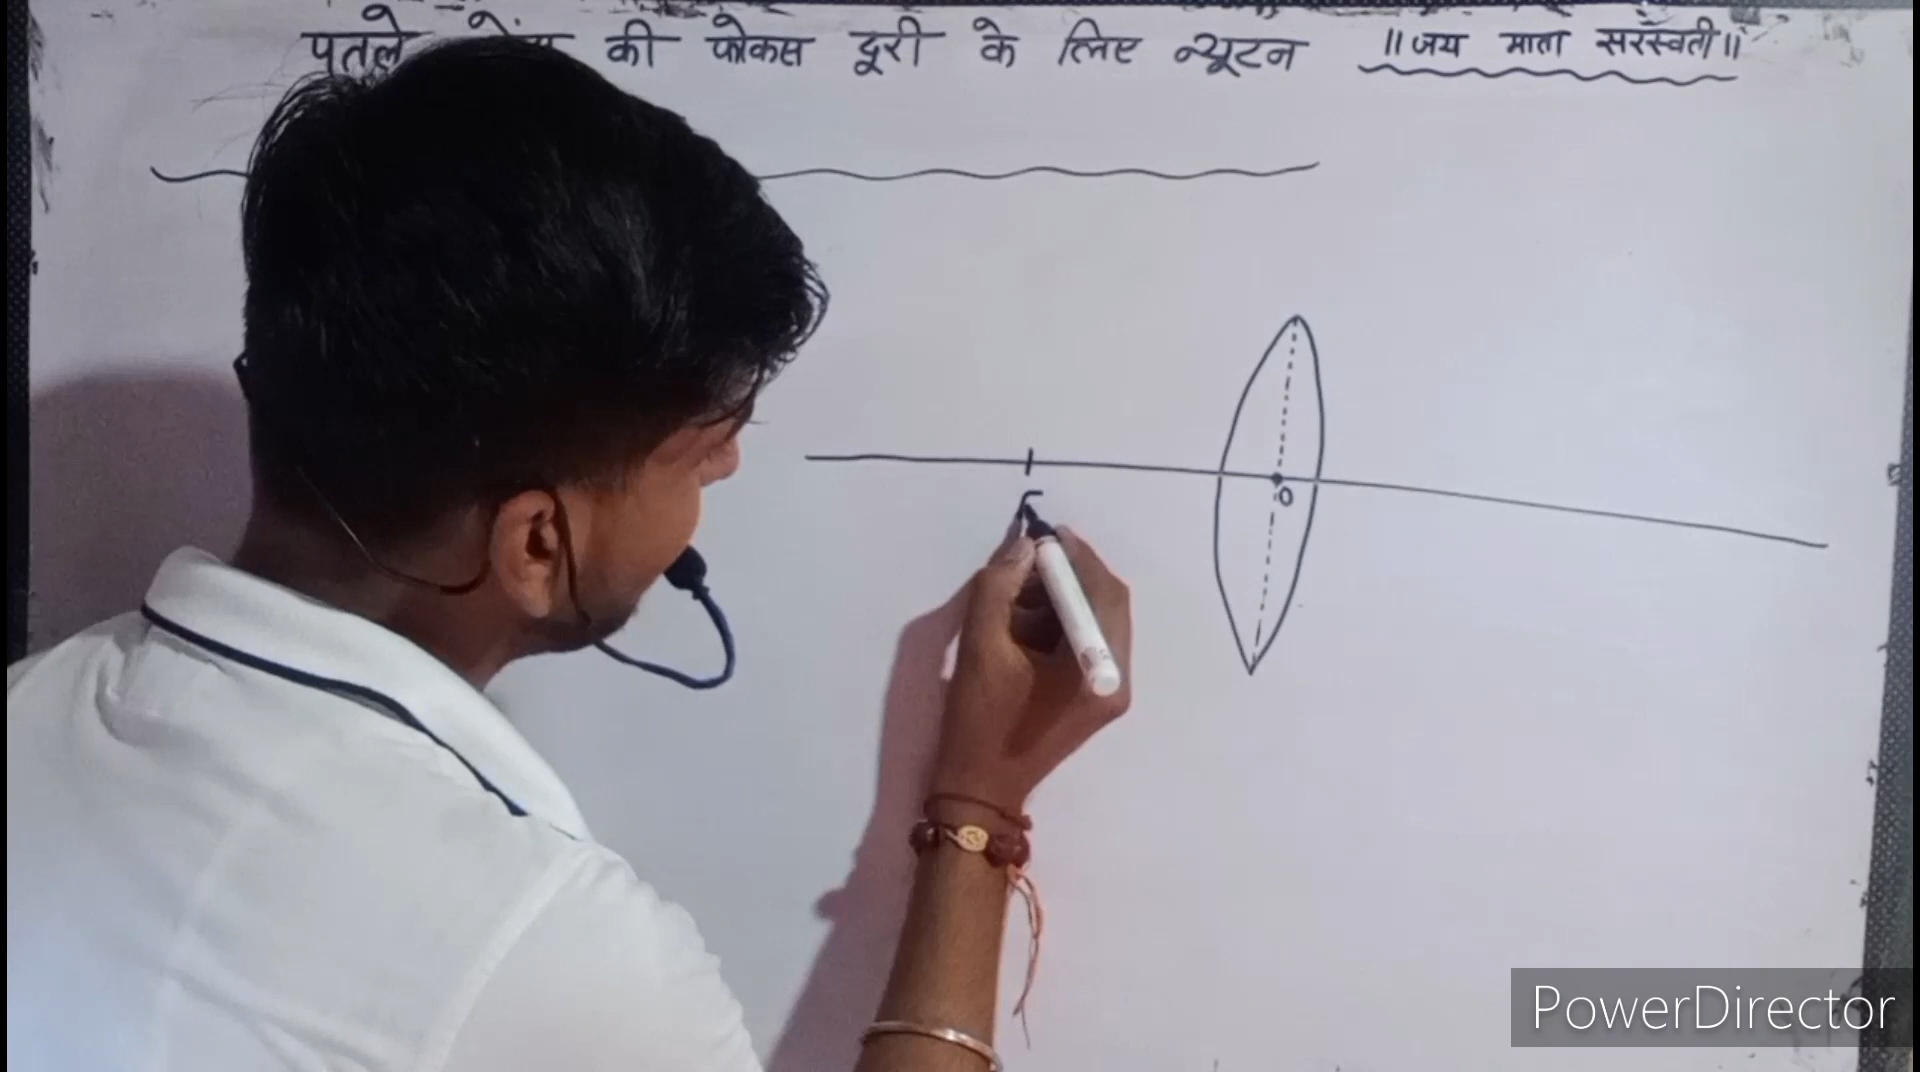 पतले की फोकस दूरी के लिए न्यूटन
॥ जय माता सरस्वती ॥
O
F
PowerDirector